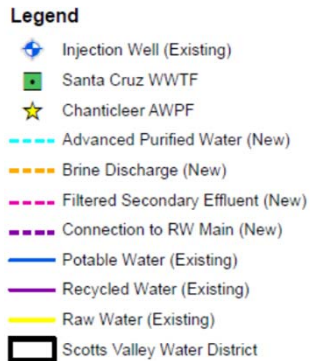 Legend
Injection Well (Existing)
Santa Cruz WWTF
Chanticleer AWPF
Advanced Purified Water (New)
Brine Discharge (New)
Filtered Secondary Effluent (New)
Connection to RW Main (New)
Potable Water (Existing)
Recycled Water (Existing)
Raw Water (Existing)
Scotts Valley Water District